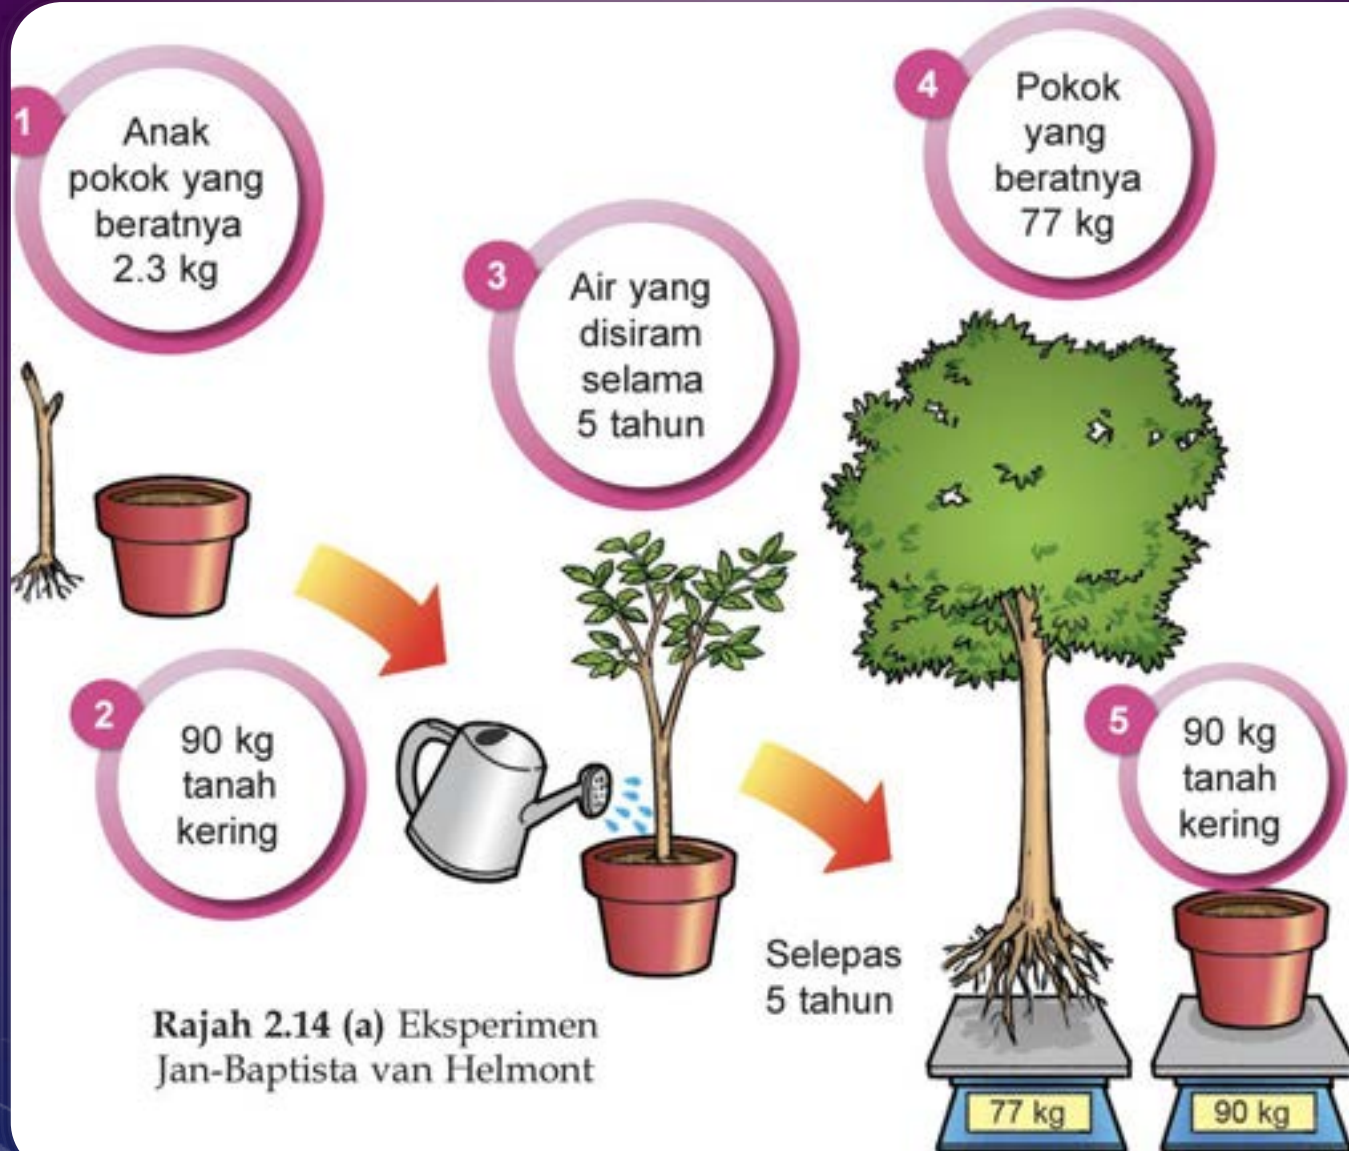 1
Anak
pokok yang
beratnya
2.3 kg
2
90 kg
tanah
kering
3
Air yang
disiram
selama
5 tahun
4
Pokok
yang
beratnya
77 kg
5
90 kg
tanah
kering
Selepas
5 tahun
77 kg
90 kg
Rajah 2.14 (a) Eksperimen
Jan-Baptista van Helmont